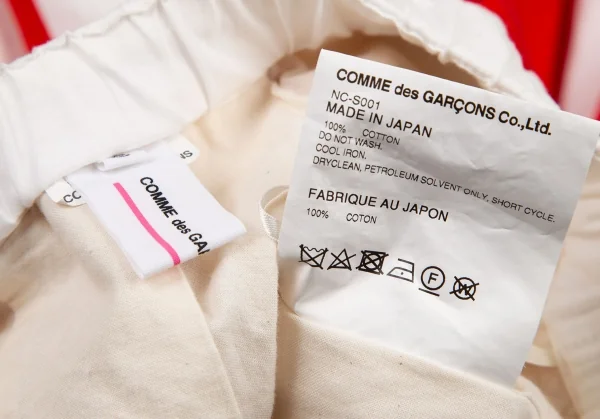 COMME des GARÇONS Co.,Ltd.
NC-S001
MADE IN JAPAN
100% COTTON
DO NOT WASH.
COOL IRON.
DRYCLEAN, PETROLEUM SOLVENT ONLY, SHORT CYCLE.
FABRIQUE AU JAPON
100% COTON
F
W
COMME des GA
S